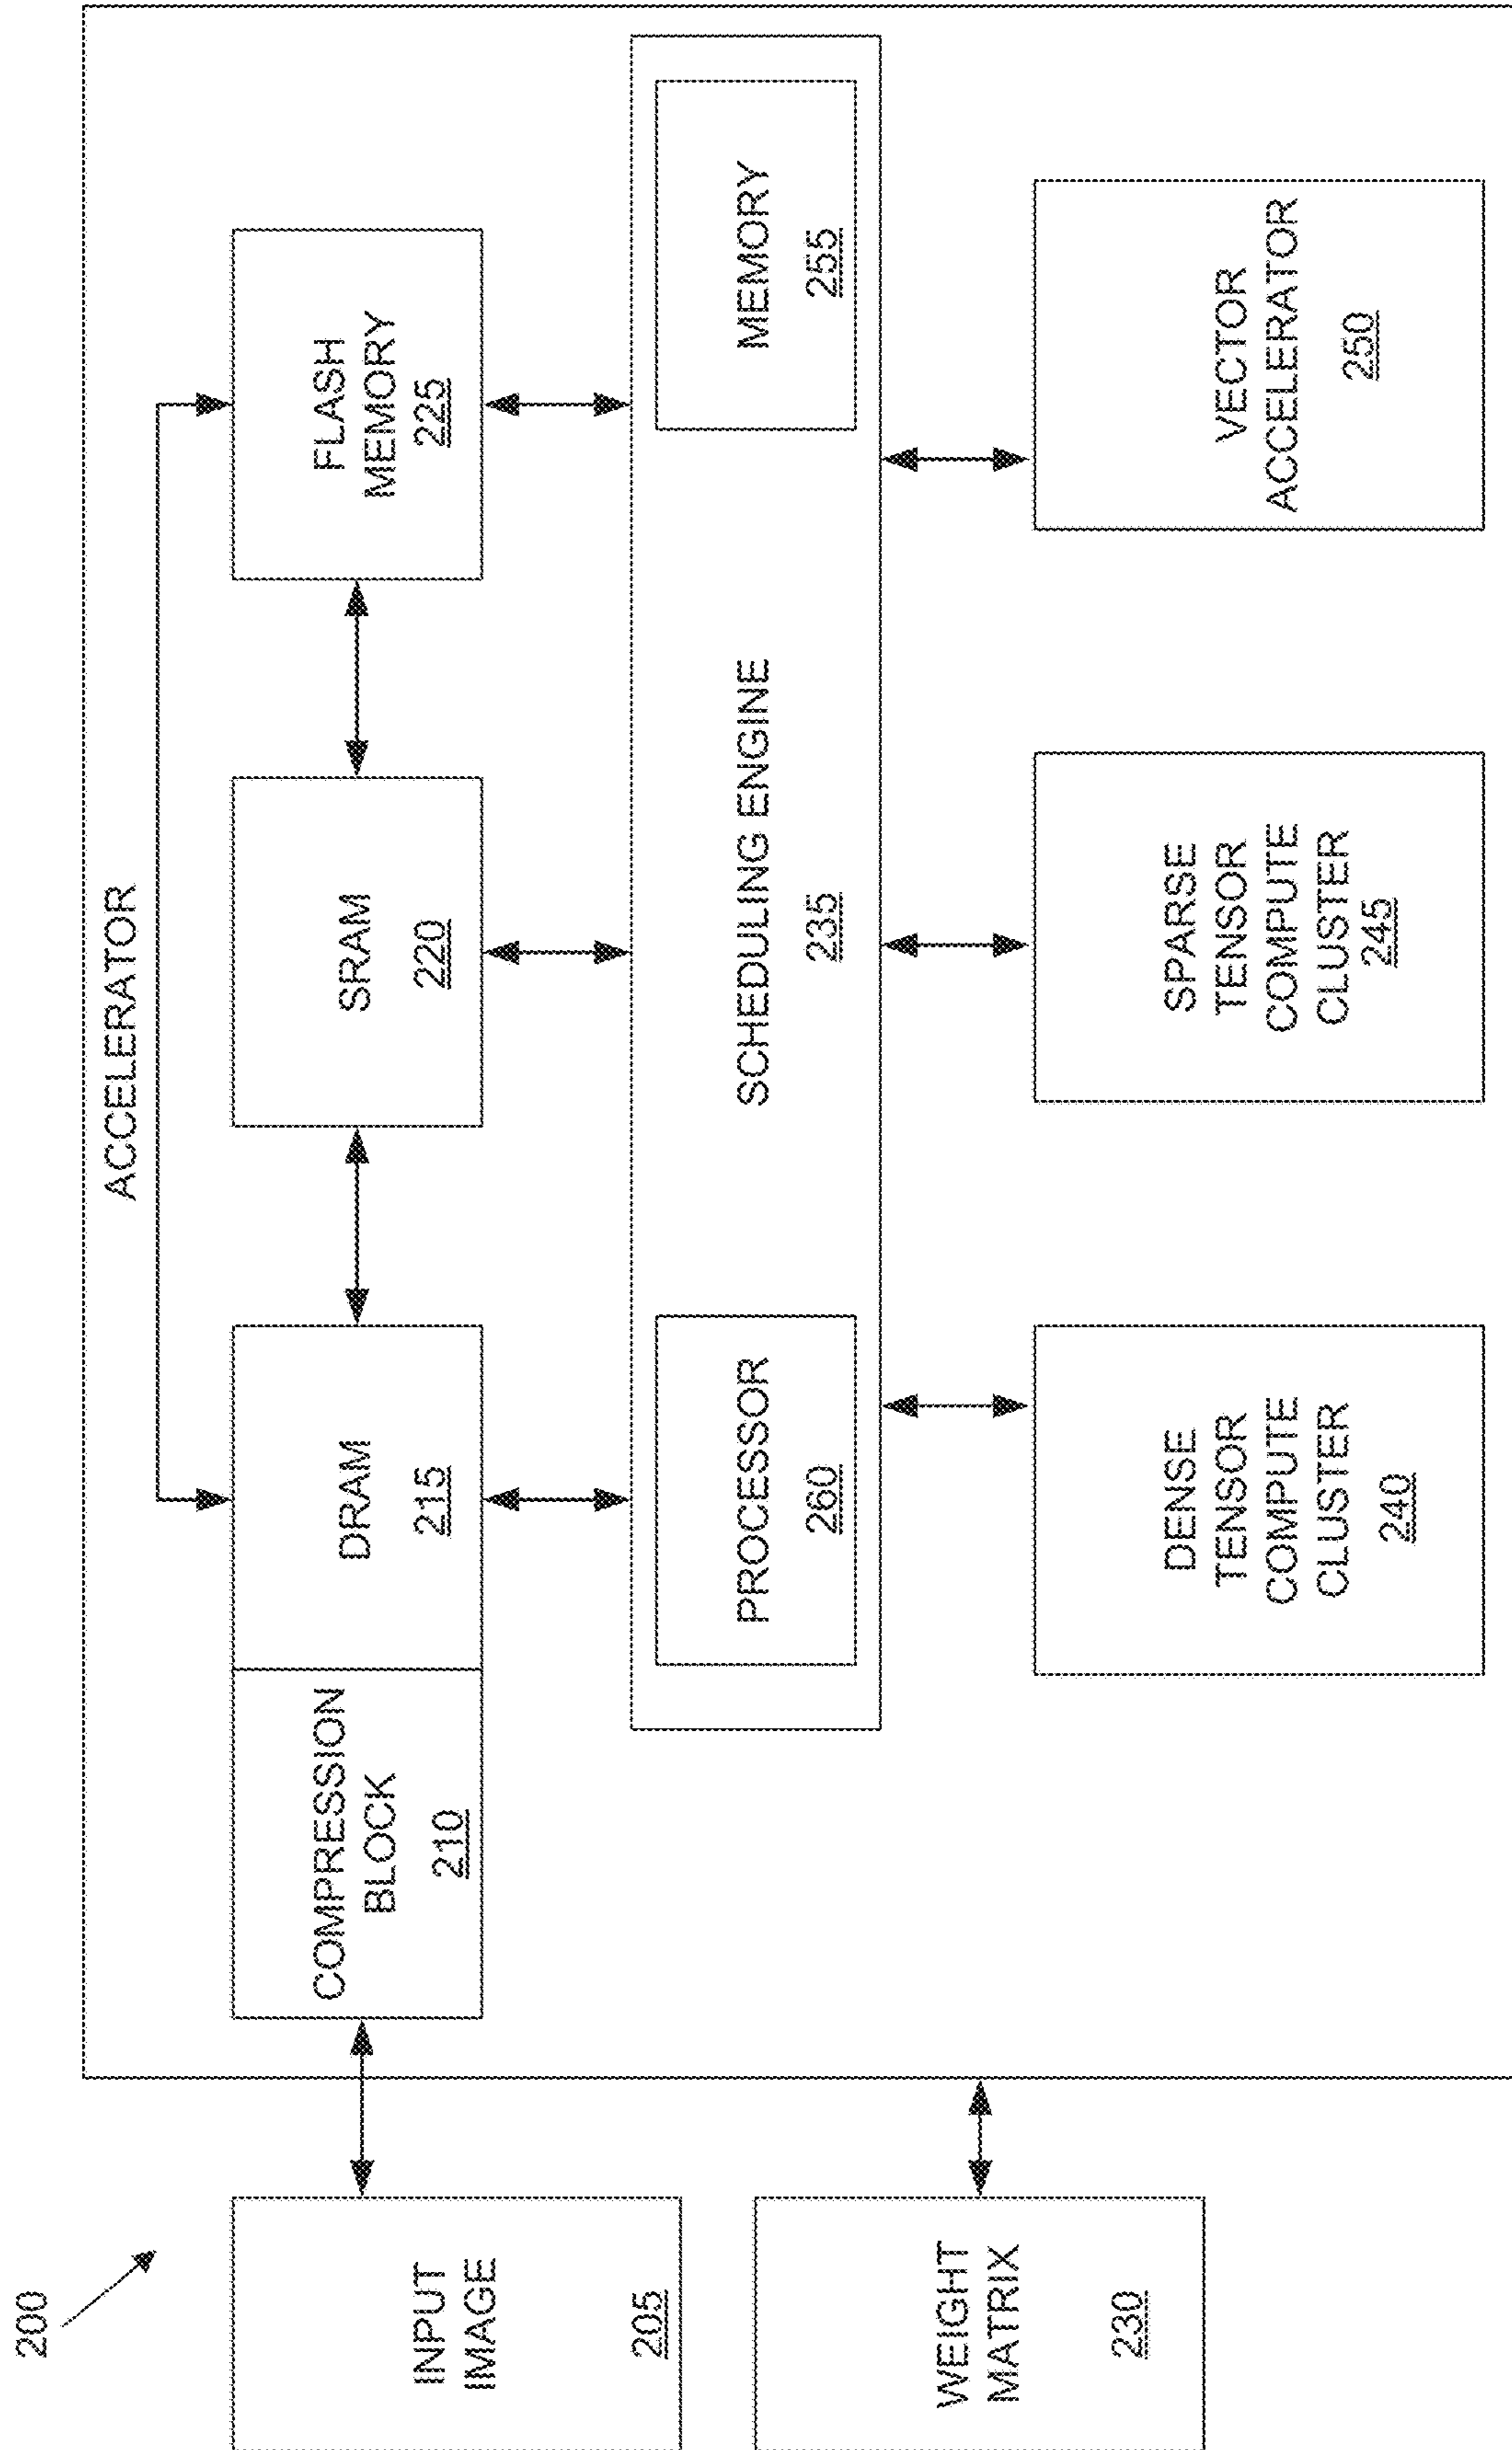 200
ACCELERATOR
INPUT
IMAGE
205
COMPRESSION
BLOCK
210
DRAM
215
SRAM
220
FLASH
MEMORY
225
WEIGHT
MATRIX
230
PROCESSOR
260
SCHEDULING ENGINE
235
MEMORY
255
DENSE
TENSOR
COMPUTE
CLUSTER
240
SPARSE
TENSOR
COMPUTE
CLUSTER
245
VECTOR
ACCELERATOR
250